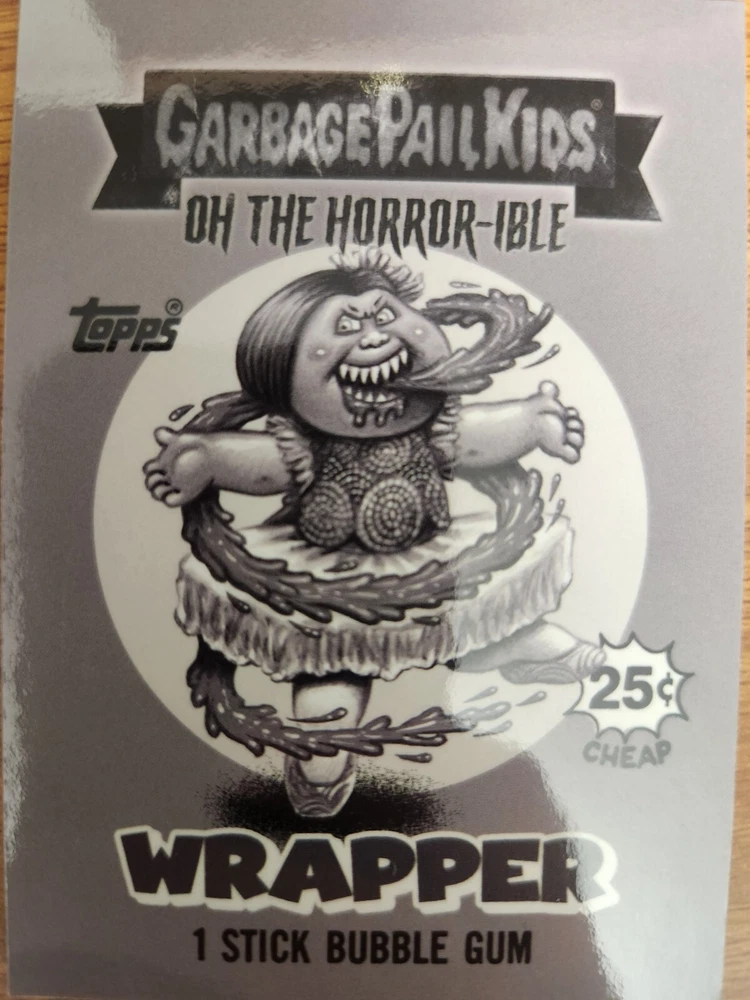 GARBAGE PAIL KIDS®
OH THE HORROR-IBLE
TOPPS®
25¢
CHEAP
WRAPPER
1 STICK BUBBLE GUM